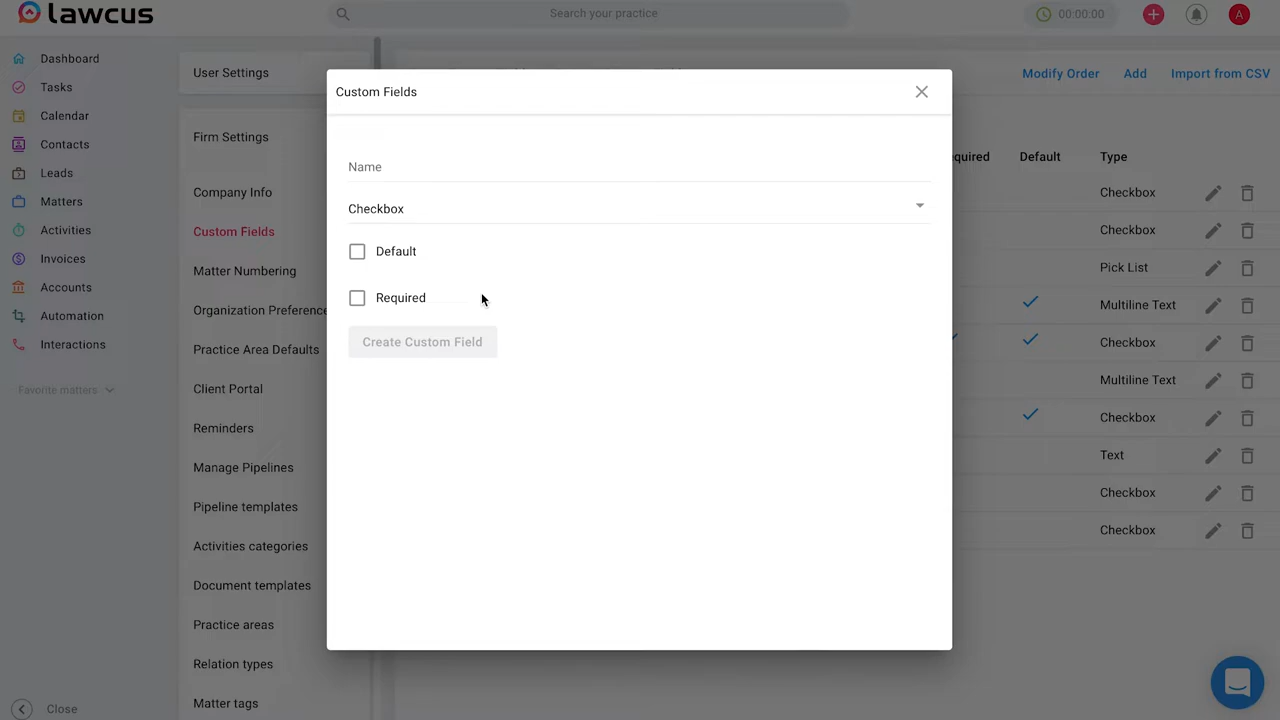 lawcus
Search your practice
00:00:00
A
Dashboard
Tasks
Calendar
Contacts
Leads
Matters
Activities
Invoices
Accounts
Automation
Interactions
Favorite matters
Close
User Settings
Firm Settings
Company Info
Custom Fields
Matter Numbering
Organization Preference
Practice Area Defaults
Client Portal
Reminders
Manage Pipelines
Pipeline templates
Activities categories
Document templates
Practice areas
Relation types
Matter tags
Custom Fields
Name
Checkbox
Default
Required
Create Custom Field
Modify Order Add Import from CSV
quired Default Type
Checkbox
Checkbox
Pick List
Multiline Text
Checkbox
Multiline Text
Checkbox
Text
Checkbox
Checkbox